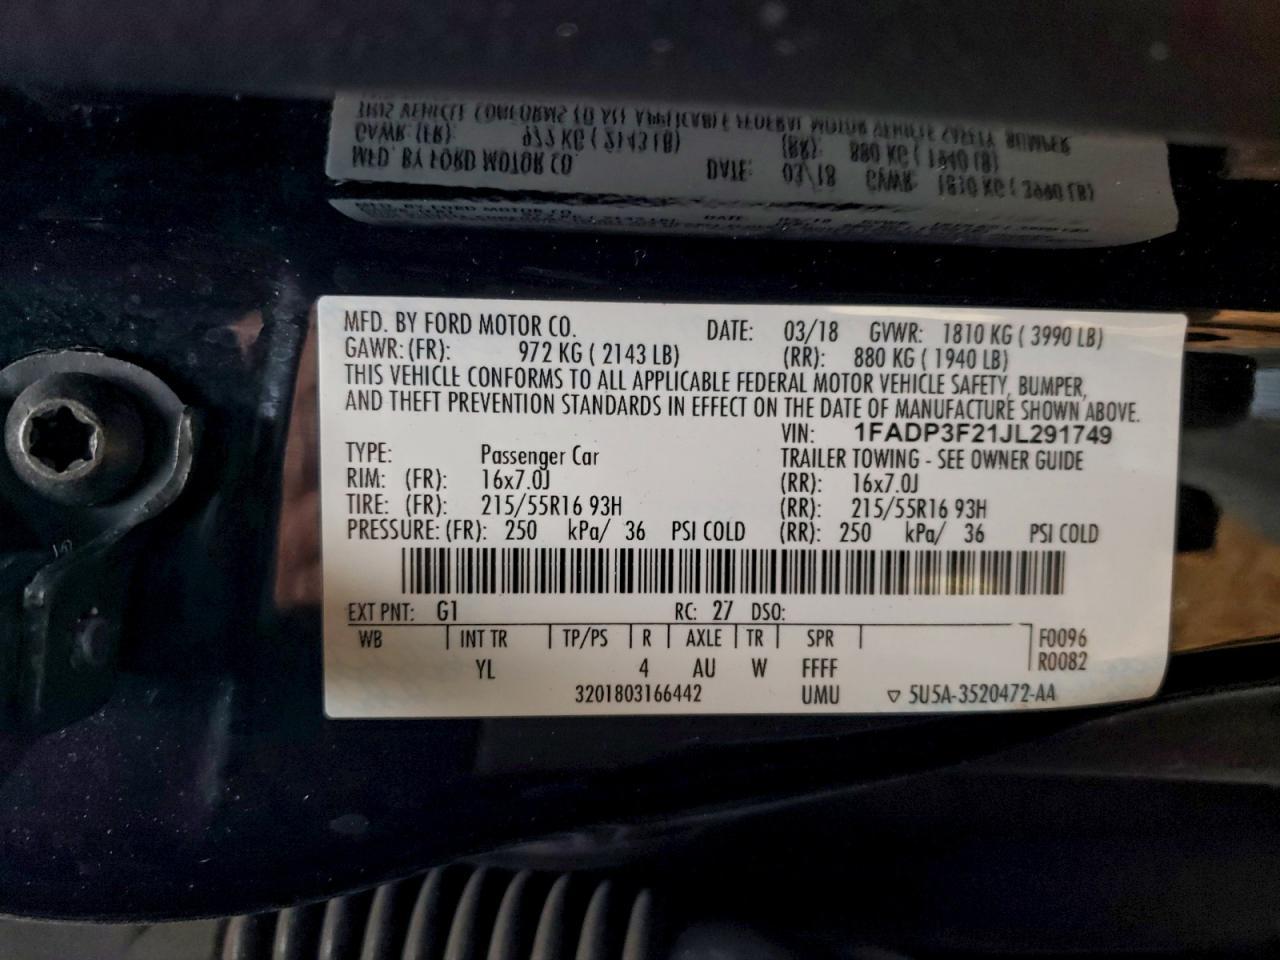 MFD. BY FORD MOTOR CO. DATE: 03/18 GVWR: 1810 KG ( 3990 LB)
GAWR: (FR): 972 KG ( 2143 LB) (RR): 880 KG ( 1940 LB)
THIS VEHICLE CONFORMS TO ALL APPLICABLE FEDERAL MOTOR VEHICLE SAFETY, BUMPER,
AND THEFT PREVENTION STANDARDS IN EFFECT ON THE DATE OF MANUFACTURE SHOWN ABOVE.
VIN: 1FADP3F21JL291749
TYPE: Passenger Car TRAILER TOWING - SEE OWNER GUIDE
RIM: (FR): 16x7.0J (RR): 16x7.0J
TIRE: (FR): 215/55R16 93H (RR): 215/55R16 93H
PRESSURE: (FR): 250 kPa/ 36 PSI COLD (RR): 250 kPa/ 36 PSI COLD
EXT PNT: G1 RC: 27 DSO:
WB INT TR TP/PS R AXLE TR SPR F0096
YL 4 AU W FFFF R0082
3201803166442 UMU ▽ 5U5A-3520472-AA